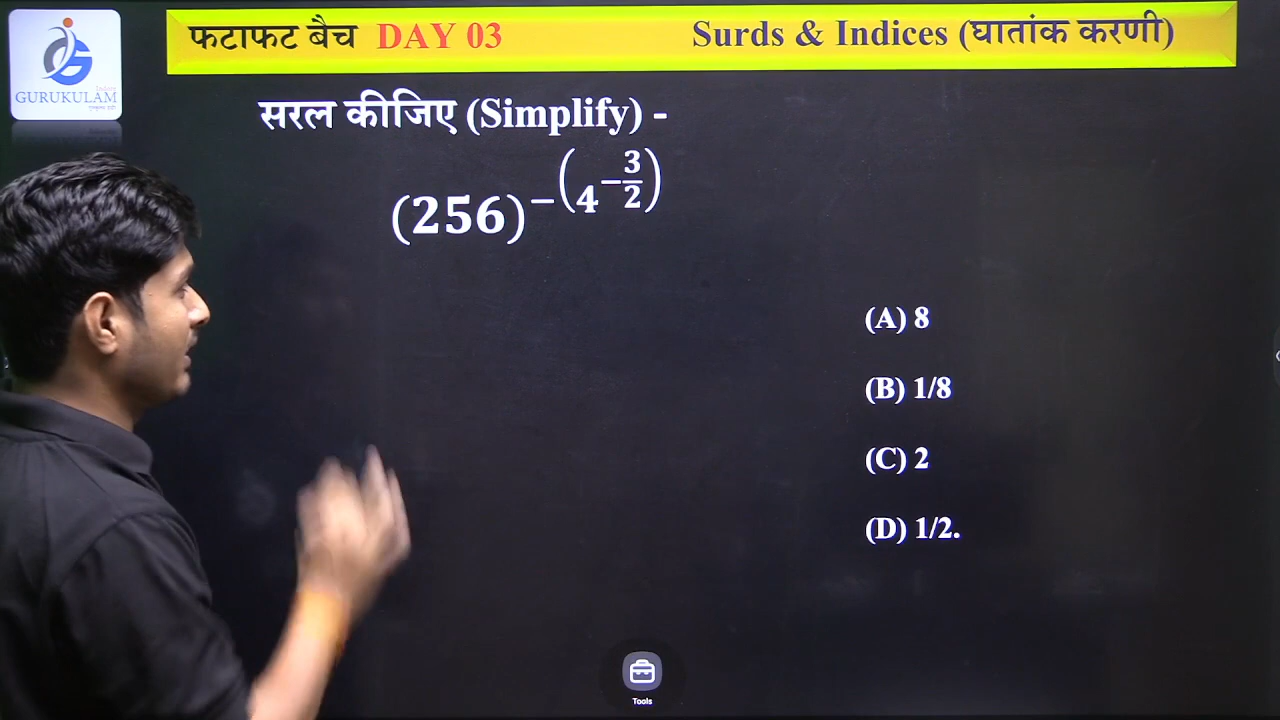 Indore
GURUKULAM
फटाफट बैच DAY 03
Surds & Indices (घातांक करणी)
सरल कीजिए (Simplify) -
(256)^−(4^−3/2)
(A) 8
(B) 1/8
(C) 2
(D) 1/2.
Tools